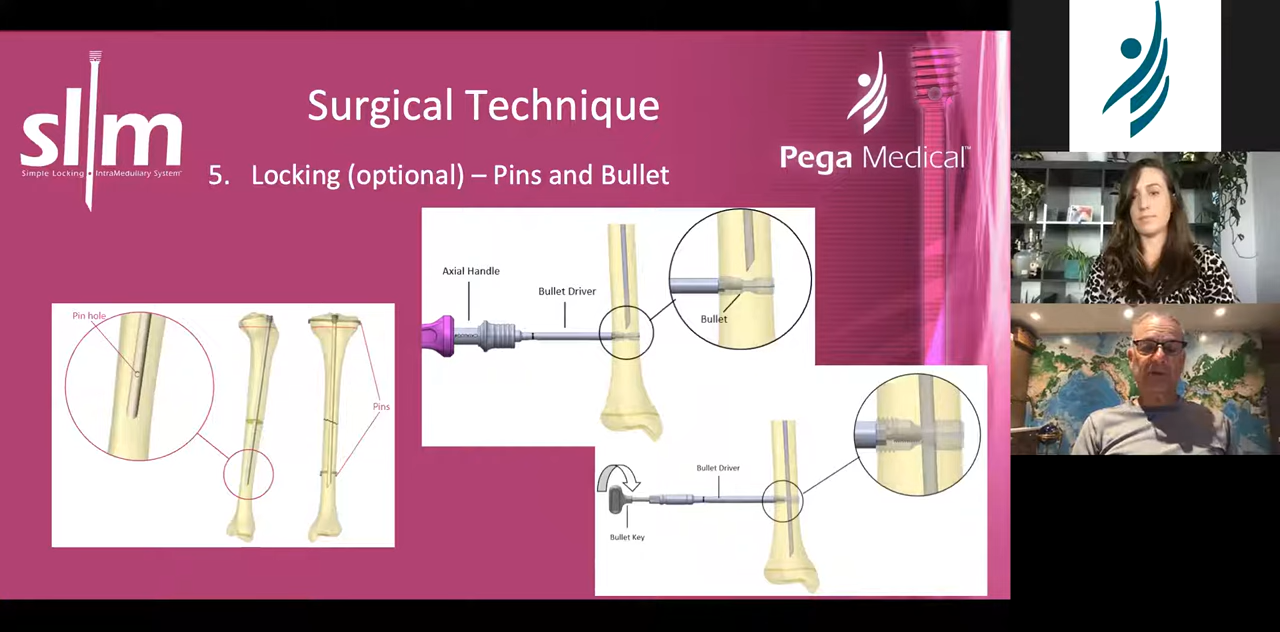 slim
Simple Locking • IntraMedullary System
Surgical Technique
Pega Medical™
5. Locking (optional) – Pins and Bullet
Pin hole
Pins
Axial Handle
Bullet Driver
Bullet
Bullet Driver
Bullet Key